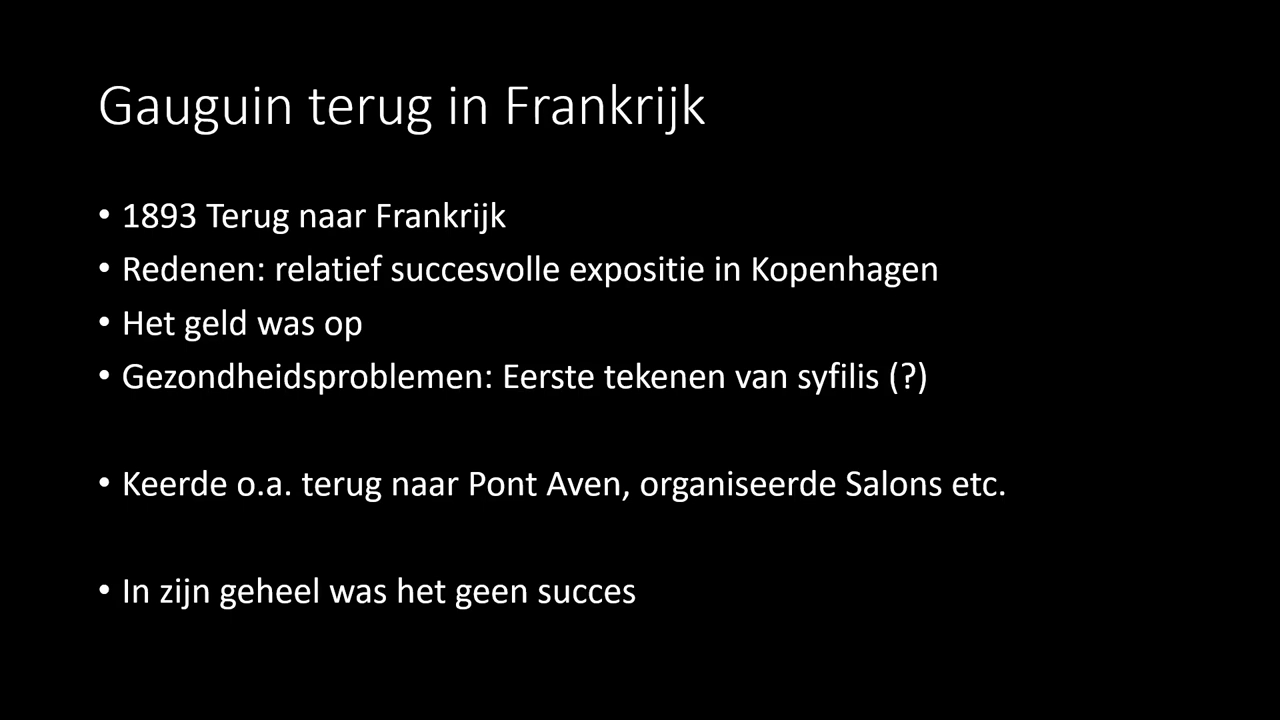 Gauguin terug in Frankrijk
• 1893 Terug naar Frankrijk
• Redenen: relatief succesvolle expositie in Kopenhagen
• Het geld was op
• Gezondheidsproblemen: Eerste tekenen van syfilis (?)
• Keerde o.a. terug naar Pont Aven, organiseerde Salons etc.
• In zijn geheel was het geen succes